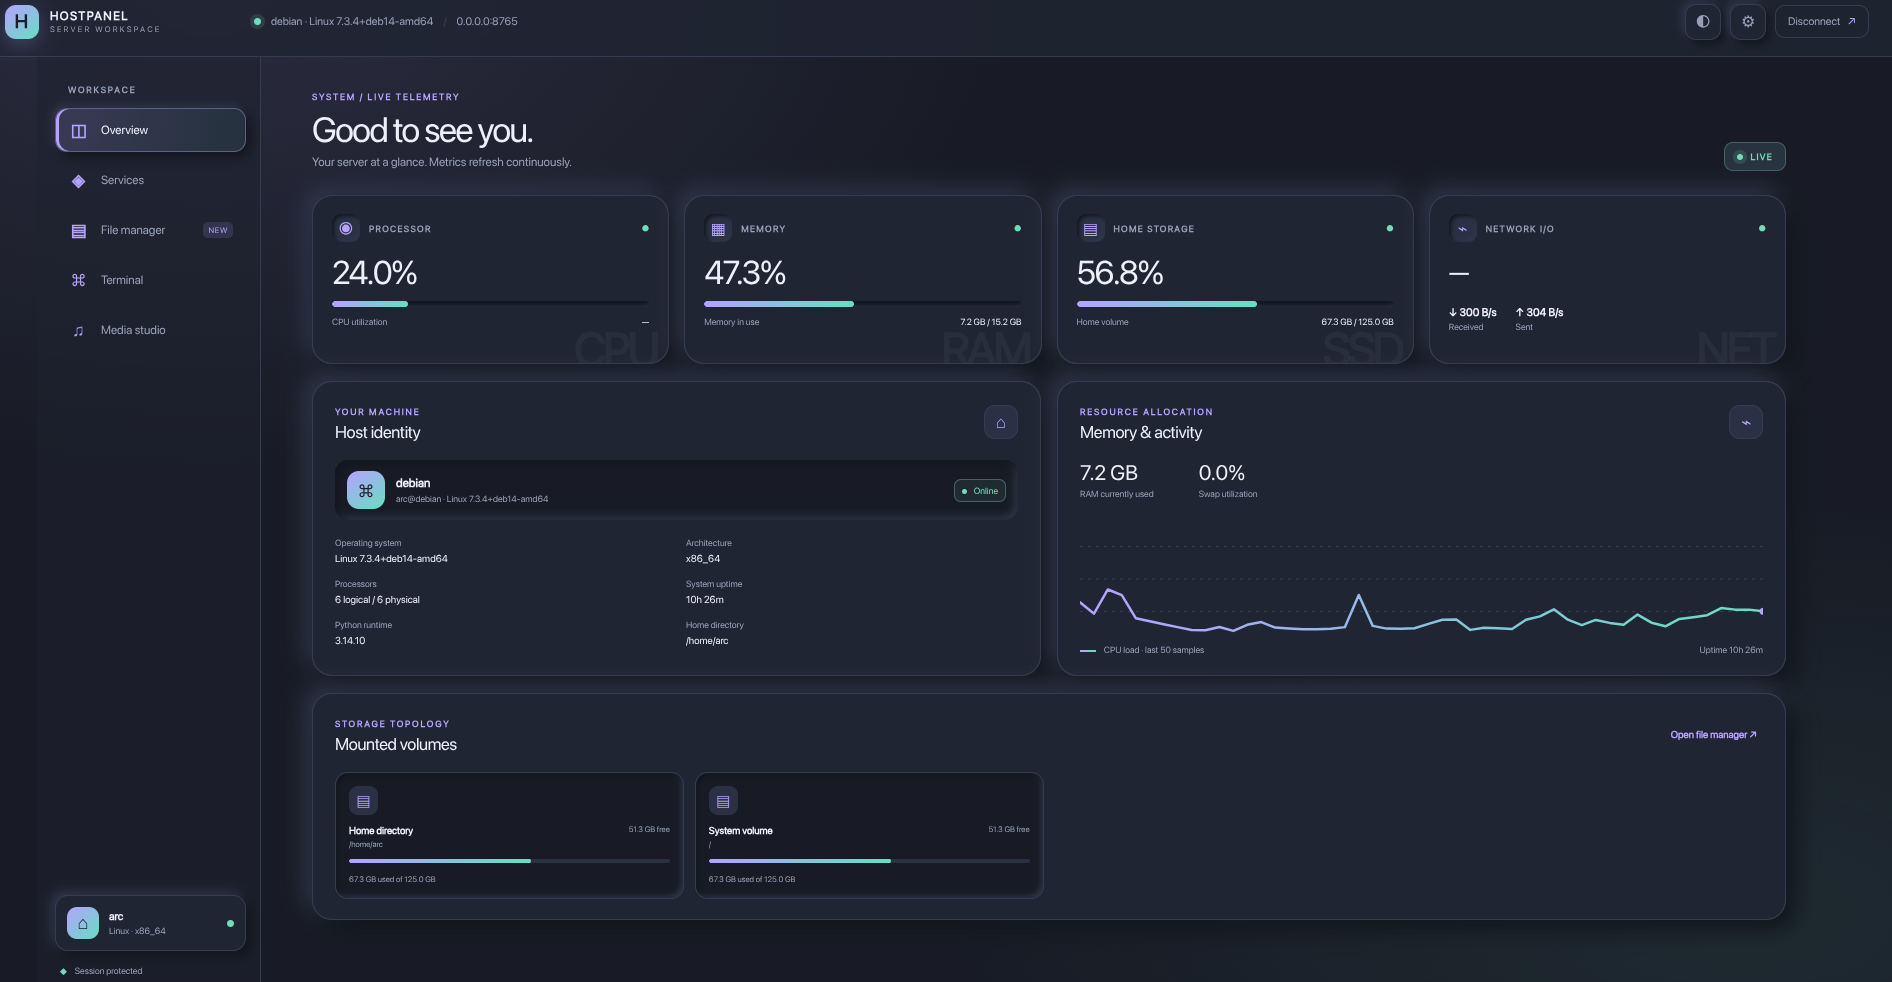 H
HOSTPANEL
SERVER WORKSPACE
debian · Linux 7.3.4+deb14-amd64 / 0.0.0.0:8765
Disconnect ↗
WORKSPACE
Overview
Services
File manager NEW
Terminal
Media studio
arc
Linux · x86_64
Session protected
SYSTEM / LIVE TELEMETRY
Good to see you.
Your server at a glance. Metrics refresh continuously.
LIVE
PROCESSOR
24.0%
CPU utilization —
CPU
MEMORY
47.3%
Memory in use 7.2 GB / 15.2 GB
RAM
HOME STORAGE
56.8%
Home volume 67.3 GB / 125.0 GB
SSD
NETWORK I/O
—
↓ 300 B/s ↑ 304 B/s
Received Sent
NET
YOUR MACHINE
Host identity
debian
arc@debian · Linux 7.3.4+deb14-amd64
Online
Operating system Architecture
Linux 7.3.4+deb14-amd64 x86_64
Processors System uptime
6 logical / 6 physical 10h 26m
Python runtime Home directory
3.14.10 /home/arc
RESOURCE ALLOCATION
Memory & activity
7.2 GB 0.0%
RAM currently used Swap utilization
CPU load · last 50 samples Uptime 10h 26m
STORAGE TOPOLOGY
Mounted volumes
Open file manager ↗
Home directory 51.3 GB free
/home/arc
67.3 GB used of 125.0 GB
System volume 51.3 GB free
/
67.3 GB used of 125.0 GB